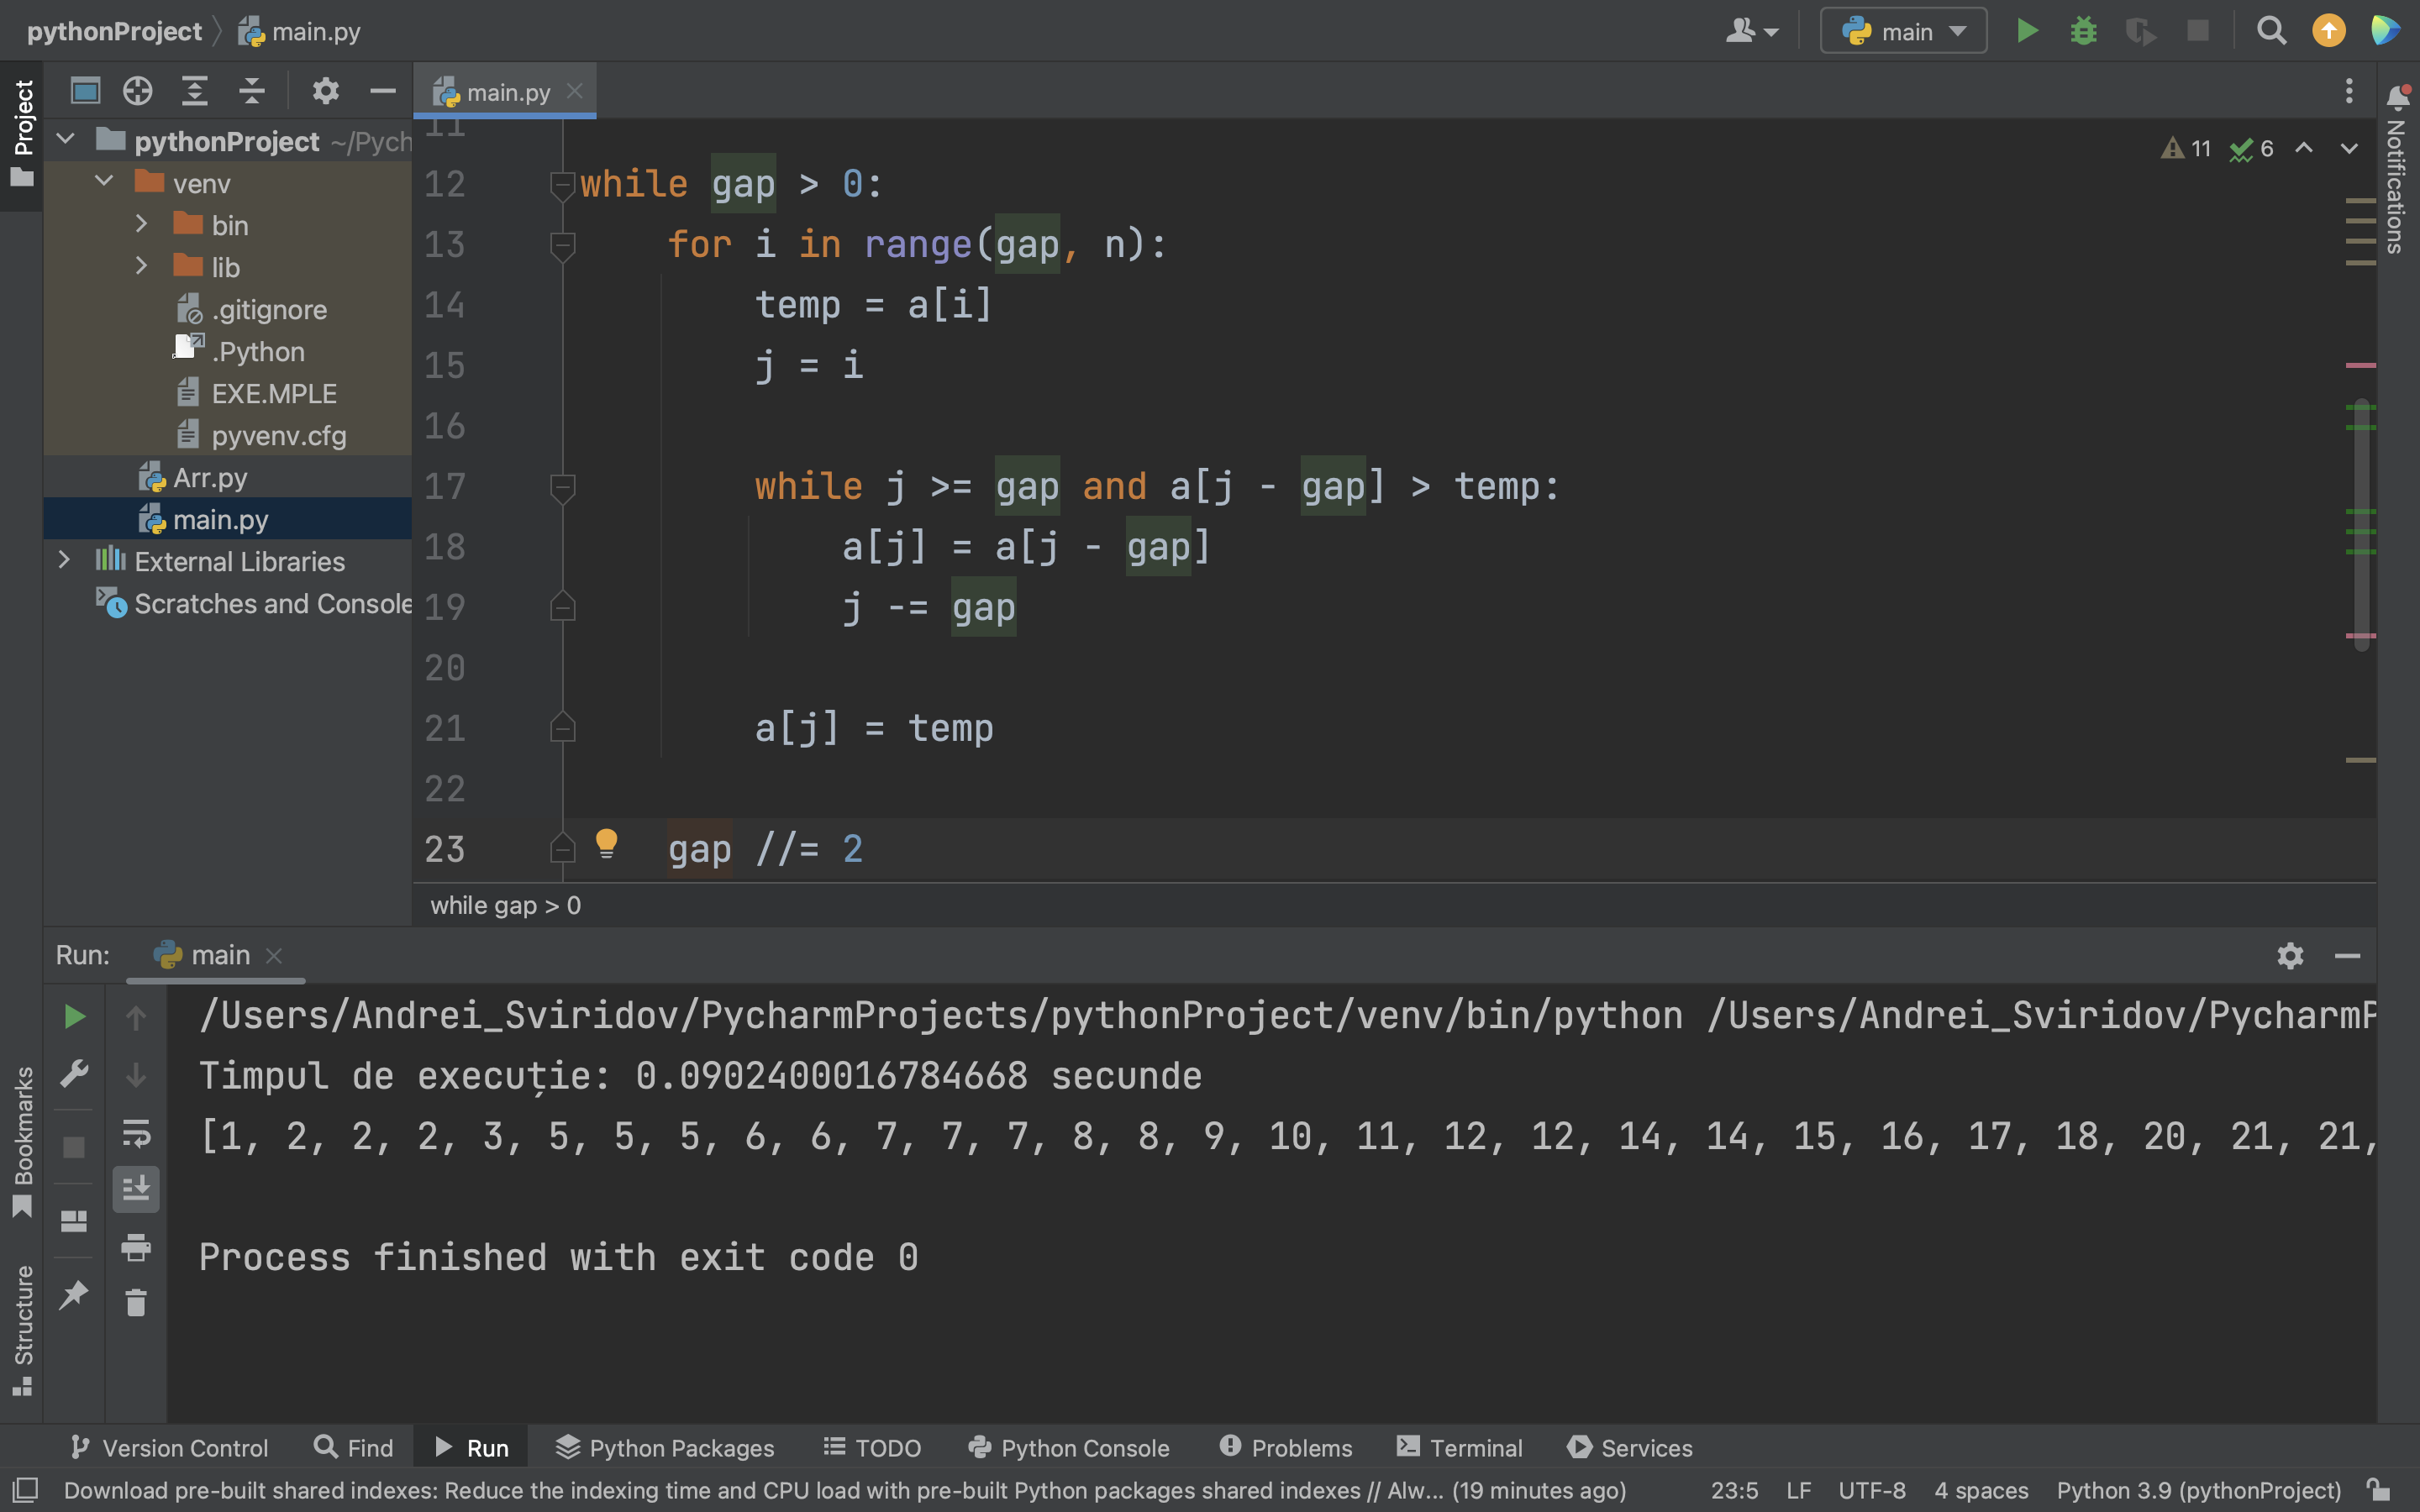 pythonProject main.py
main
Project
main.py
Notifications
pythonProject ~/Pych
venv
bin
lib
.gitignore
.Python
EXE.MPLE
pyvenv.cfg
Arr.py
main.py
External Libraries
Scratches and Console
11 6
11
12 while gap > 0:
13 for i in range(gap, n):
14 temp = a[i]
15 j = i
16
17 while j >= gap and a[j - gap] > temp:
18 a[j] = a[j - gap]
19 j -= gap
20
21 a[j] = temp
22
23 gap //= 2
while gap > 0
Run: main
/Users/Andrei_Sviridov/PycharmProjects/pythonProject/venv/bin/python /Users/Andrei_Sviridov/PycharmP
Timpul de execuție: 0.0902400016784668 secunde
[1, 2, 2, 2, 3, 5, 5, 5, 6, 6, 7, 7, 7, 8, 8, 9, 10, 11, 12, 12, 14, 14, 15, 16, 17, 18, 20, 21, 21,
Process finished with exit code 0
Bookmarks
Structure
Version Control Find Run Python Packages TODO Python Console Problems Terminal Services
Download pre-built shared indexes: Reduce the indexing time and CPU load with pre-built Python packages shared indexes // Alw... (19 minutes ago) 23:5 LF UTF-8 4 spaces Python 3.9 (pythonProject)